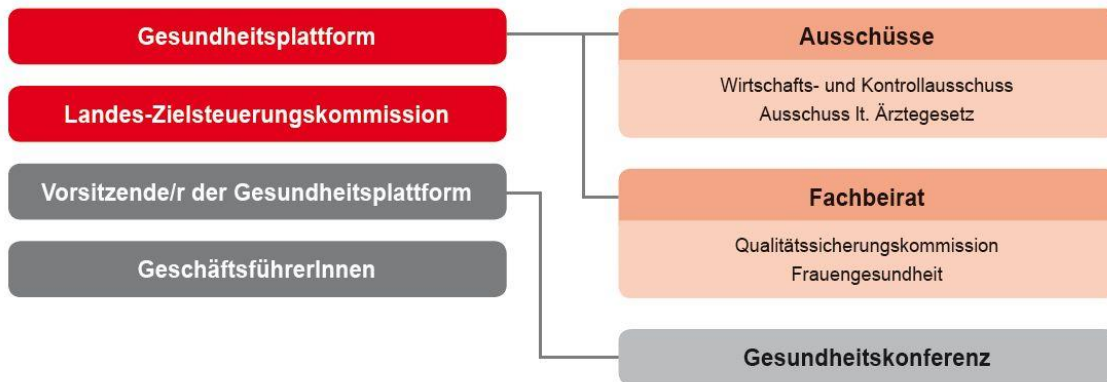 Gesundheitsplattform
Landes-Zielsteuerungskommission
Vorsitzende/r der Gesundheitsplattform
GeschäftsführerInnen
Ausschüsse
Wirtschafts- und Kontrollausschuss
Ausschuss lt. Ärztegesetz
Fachbeirat
Qualitätssicherungskommission
Frauengesundheit
Gesundheitskonferenz